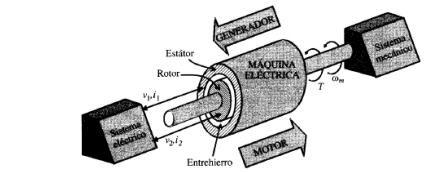 GENERADOR
Estátor
Rotor
MÁQUINA
ELÉCTRICA
Sistema
mecánico
T
ωm
v1,i1
Sistema
eléctrico
v2,i2
Entrehierro
MOTOR